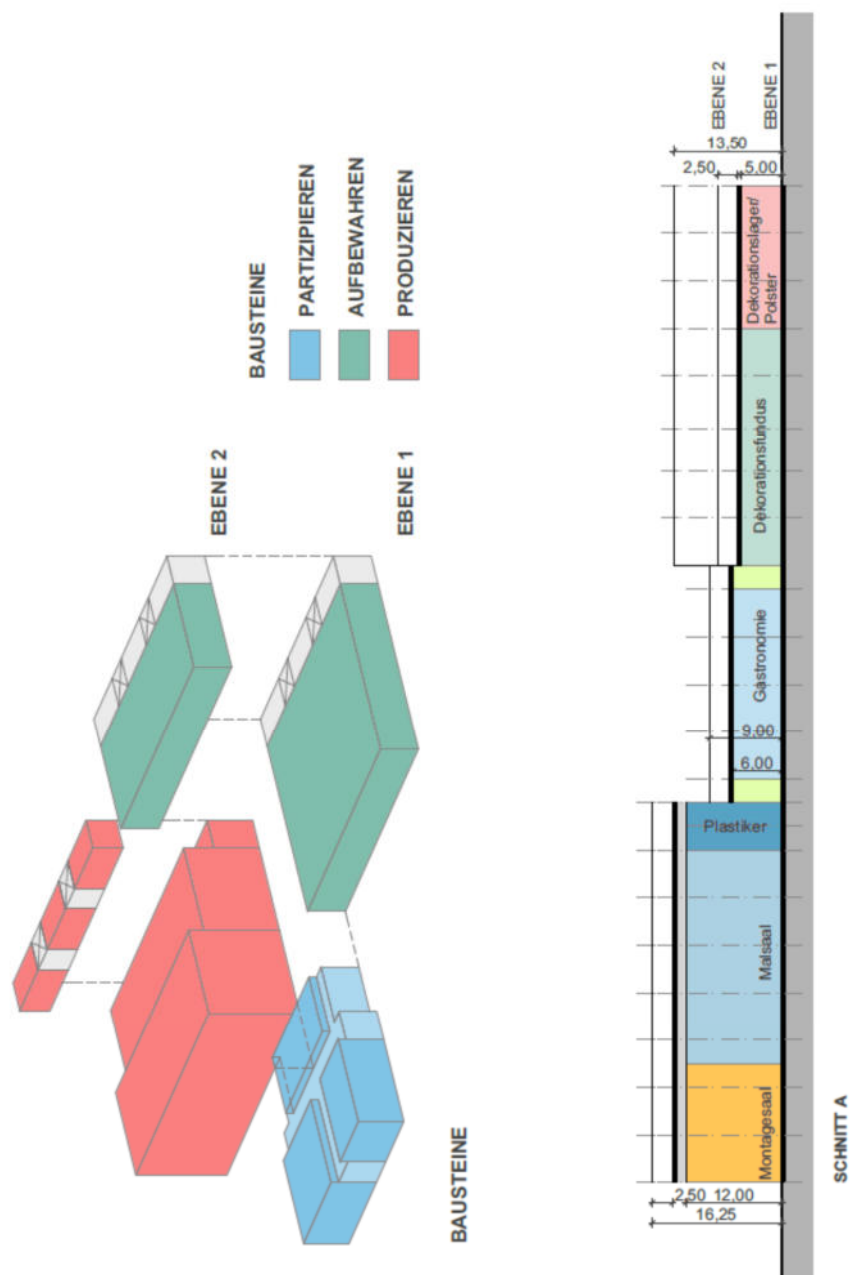 BAUSTEINE
PARTIZIPIEREN
AUFBEWAHREN
PRODUZIEREN
EBENE 2
EBENE 1
BAUSTEINE
EBENE 2
EBENE 1
13,50
2,50
5,00
Dekorationslager/
Polster
Dekorationsfundus
Gastronomie
9,00
6,00
Plastiker
Malsaal
Montagesaal
2,50
12,00
16,25
SCHNITT A